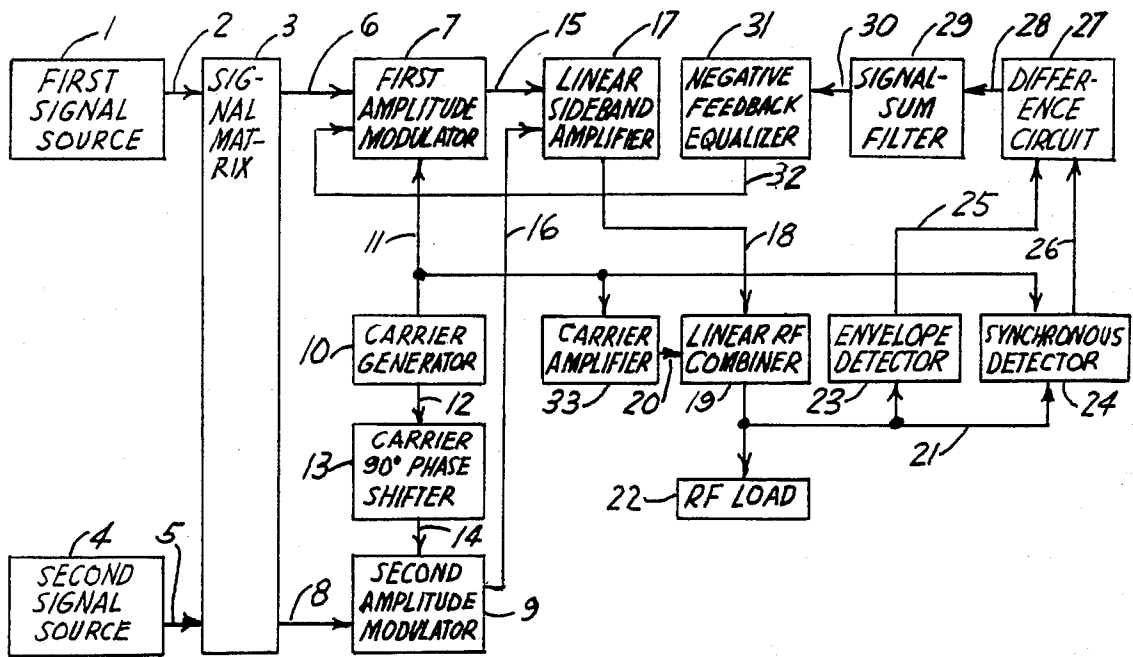 1
2
3
6
7
15
17
31
30
29
28
27
FIRST
SIGNAL
SOURCE
SIG-
NAL
MAT-
RIX
FIRST
AMPLITUDE
MODULATOR
LINEAR
SIDEBAND
AMPLIFIER
NEGATIVE
FEEDBACK
EQUALIZER
SIGNAL-
SUM
FILTER
DIFFER-
ENCE
CIRCUIT
32
11
16
18
25
26
10
CARRIER
GENERATOR
CARRIER
AMPLIFIER
LINEAR RF
COMBINER
ENVELOPE
DETECTOR
SYNCHRONOUS
DETECTOR
12
33
20
19
23
24
21
13
CARRIER
90° PHASE
SHIFTER
22
RF LOAD
14
4
5
SECOND
SIGNAL
SOURCE
8
SECOND
AMPLITUDE
MODULATOR
9